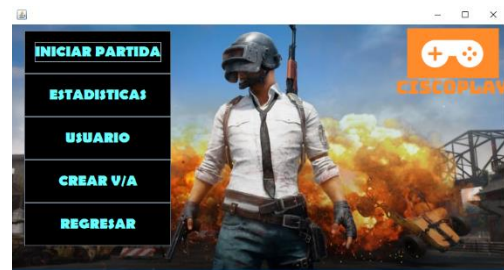 INICIAR PARTIDA
ESTADISTICAS
USUARIO
CREAR V/A
REGRESAR
CISCOPLAY